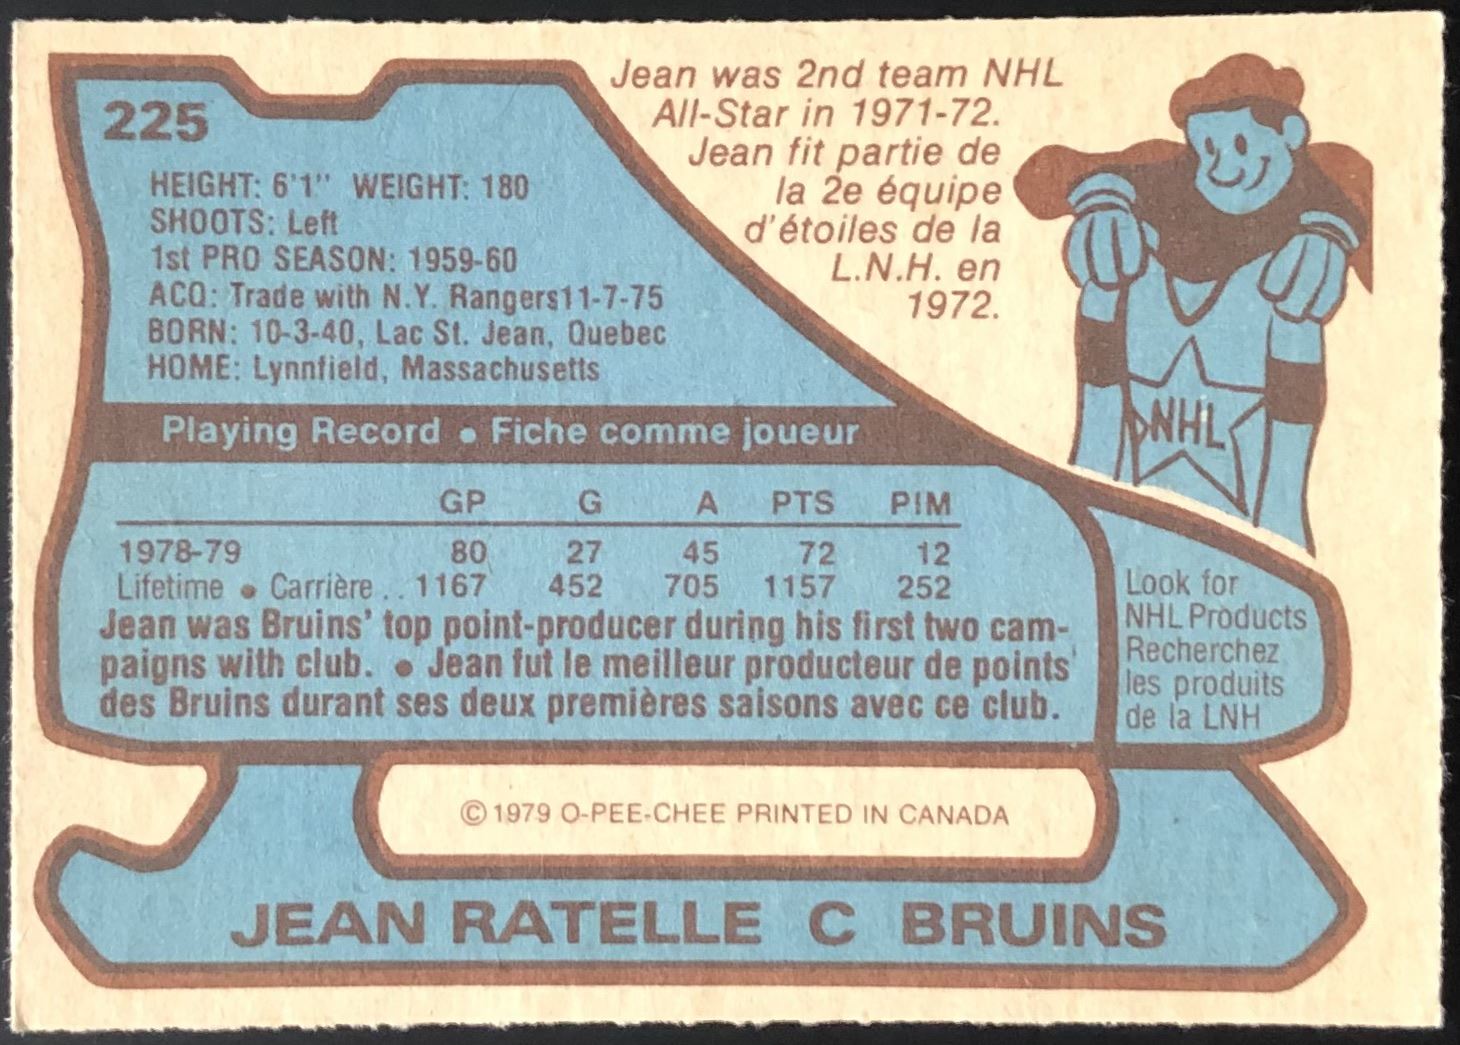 225
HEIGHT: 6'1" WEIGHT: 180
SHOOTS: Left
1st PRO SEASON: 1959-60
ACQ: Trade with N.Y. Rangers11-7-75
BORN: 10-3-40, Lac St. Jean, Quebec
HOME: Lynnfield, Massachusetts
Jean was 2nd team NHL
All-Star in 1971-72.
Jean fit partie de
la 2e équipe
d'étoiles de la
L.N.H. en
1972.
NHL
Playing Record • Fiche comme joueur
GP G A PTS PIM
1978-79 80 27 45 72 12
Lifetime • Carrière .. 1167 452 705 1157 252
Jean was Bruins' top point-producer during his first two cam-
paigns with club. • Jean fut le meilleur producteur de points
des Bruins durant ses deux premières saisons avec ce club.
Look for
NHL Products
Recherchez
les produits
de la LNH
© 1979 O-PEE-CHEE PRINTED IN CANADA
JEAN RATELLE C BRUINS